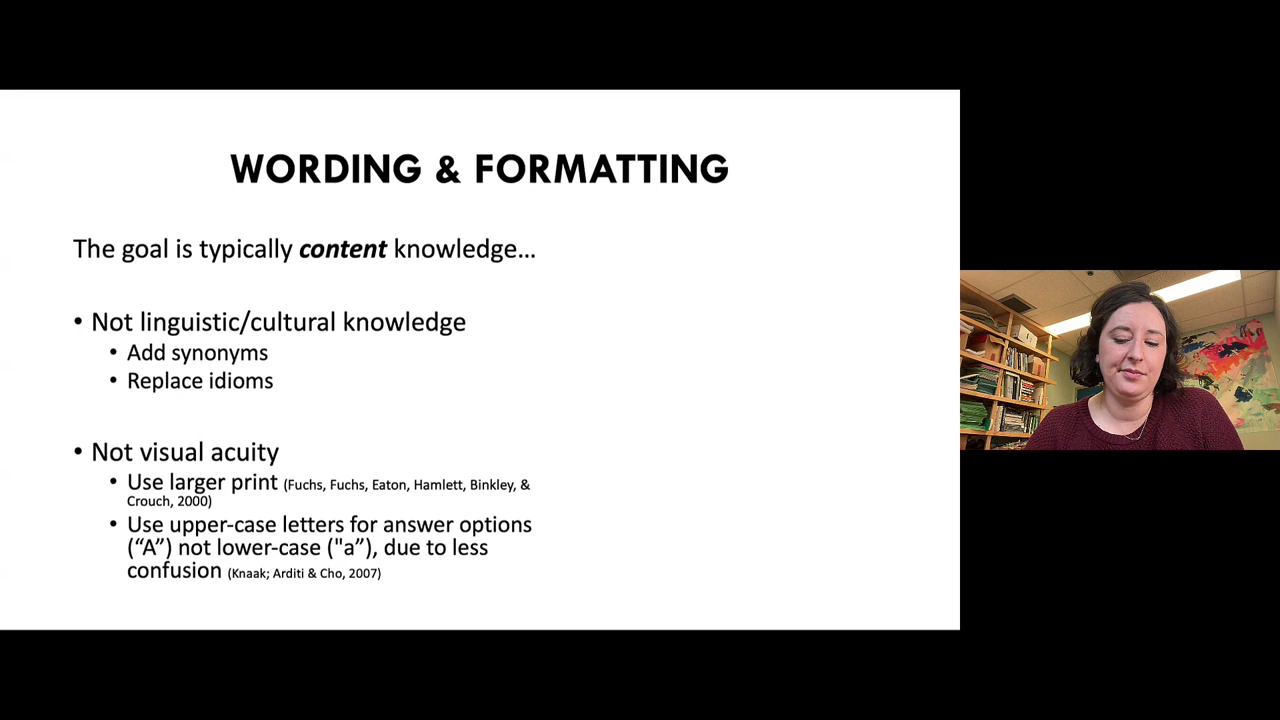 WORDING & FORMATTING
The goal is typically content knowledge...
• Not linguistic/cultural knowledge
• Add synonyms
• Replace idioms
• Not visual acuity
• Use larger print (Fuchs, Fuchs, Eaton, Hamlett, Binkley, &
Crouch, 2000)
• Use upper-case letters for answer options
(“A”) not lower-case ("a”), due to less
confusion (Knaak; Arditi & Cho, 2007)